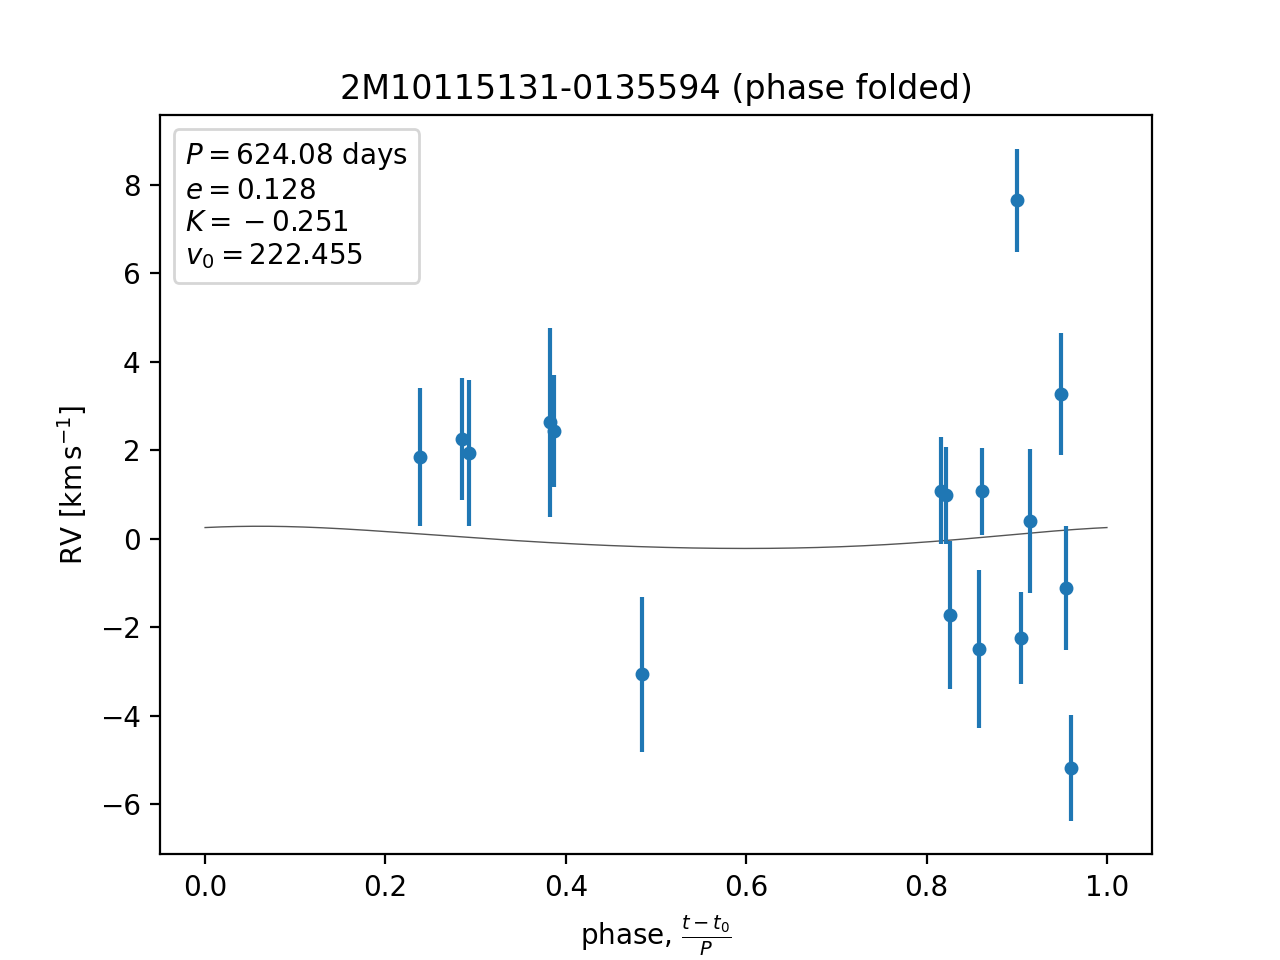 2M10115131-0135594 (phase folded)
P = 624.08 days
e = 0.128
K = −0.251
v₀ = 222.455
8
6
4
2
0
−2
−4
−6
RV [km s⁻¹]
0.0 0.2 0.4 0.6 0.8 1.0
phase, (t − t₀)/P